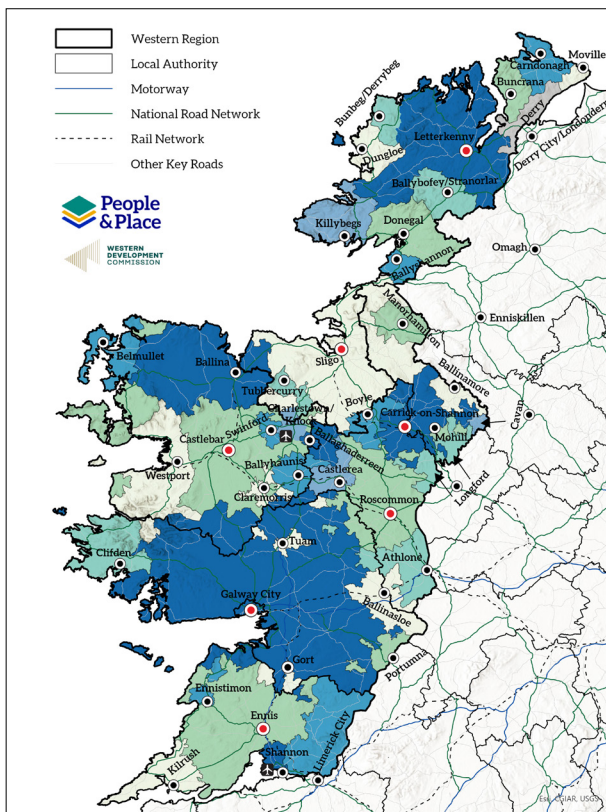 Western Region
Local Authority
Motorway
National Road Network
Rail Network
Other Key Roads
People
&Place
WESTERN
DEVELOPMENT
COMMISSION
Carndonagh
Moville
Buncrana
Derry
Derry City/Londonderry
Bunbeg/Derrybeg
Letterkenny
Dungloe
Ballybofey/Stranorlar
Killybegs
Donegal
Ballyshannon
Omagh
Enniskillen
Manorhamilton
Belmullet
Ballina
Sligo
Tubbercurry
Ballinamore
Boyle
Carrick-on-Shannon
Cavan
Charlestown/
Knock
Swinford
Mohill
Castlebar
Ballaghaderreen
Westport
Ballyhaunis
Castlerea
Longford
Claremorris
Roscommon
Tuam
Athlone
Clifden
Galway City
Ballinasloe
Gort
Portumna
Ennistimon
Ennis
Shannon
Limerick City
Kilrush
Esri, CGIAR, USGS